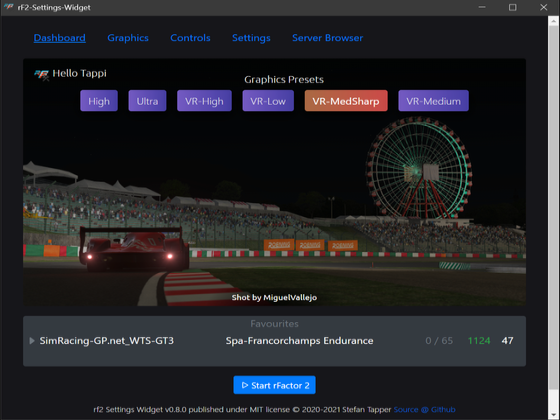 rF2-Settings-Widget
Dashboard Graphics Controls Settings Server Browser
Hello Tappi
Graphics Presets
High Ultra VR-High VR-Low VR-MedSharp VR-Medium
Shot by MiguelVallejo
Favourites
SimRacing-GP.net_WTS-GT3 Spa-Francorchamps Endurance 0 / 65 1124 47
Start rFactor 2
rf2 Settings Widget v0.8.0 published under MIT license © 2020-2021 Stefan Tapper Source @ Github